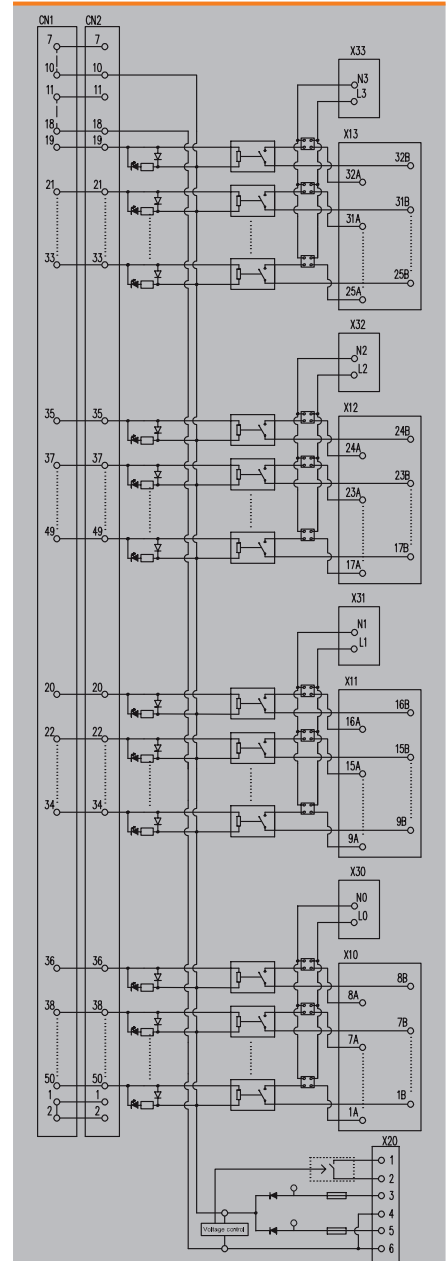 CN1 CN2
7 7
10 10
11 11
18 18
19 19
21 21
33 33
X33
N3
L3
X13
32B
32A
31B
31A
25B
25A
X32
N2
L2
35 35
37 37
49 49
X12
24B
24A
23B
23A
17B
17A
X31
N1
L1
20 20
22 22
34 34
X11
16B
16A
15B
15A
9B
9A
X30
N0
L0
36 36
38 38
50 50
1 1
2 2
X10
8B
8A
7B
7A
1B
1A
X20
1
2
3
4
5
6
Voltage control